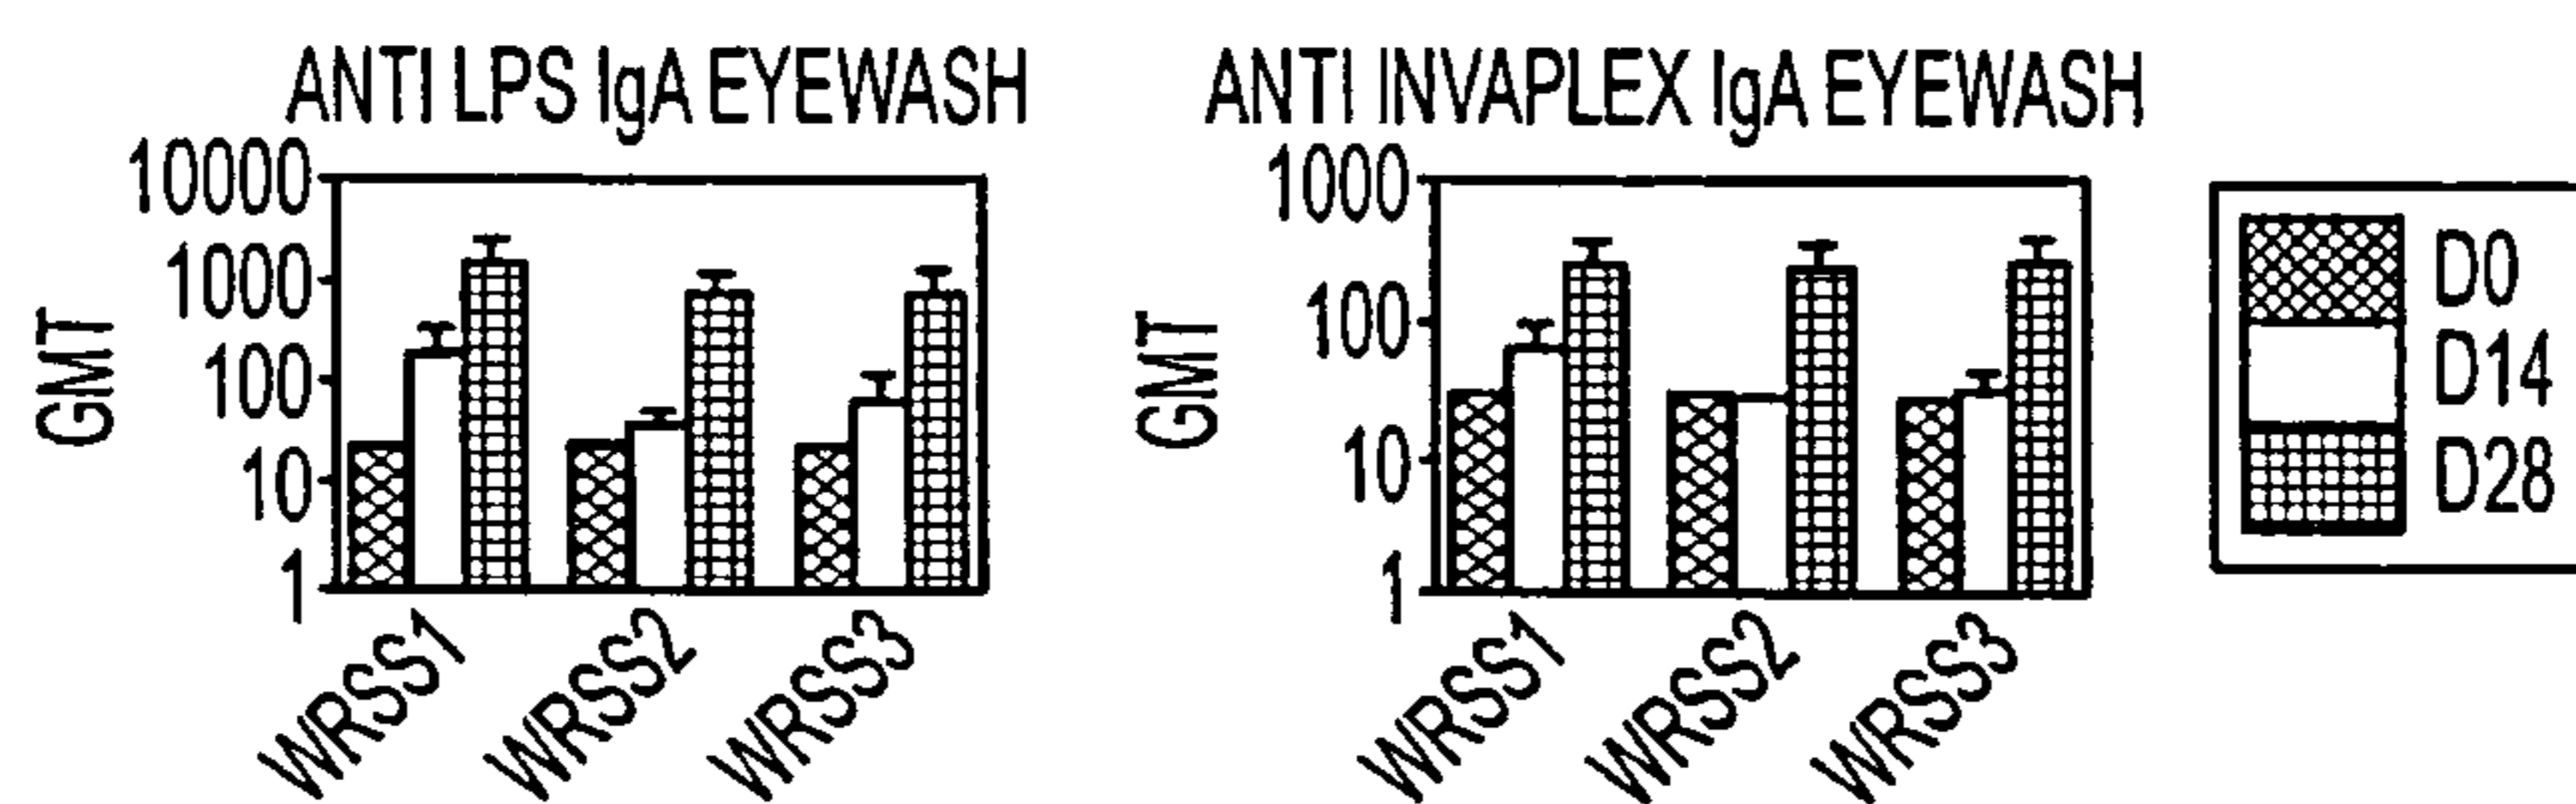 ANTI LPS IgA EYEWASH
10000
1000
100
10
1
GMT
WRSS1
WRSS2
WRSS3
ANTI INVAPLEX IgA EYEWASH
1000
100
10
1
GMT
WRSS1
WRSS2
WRSS3
D0
D14
D28